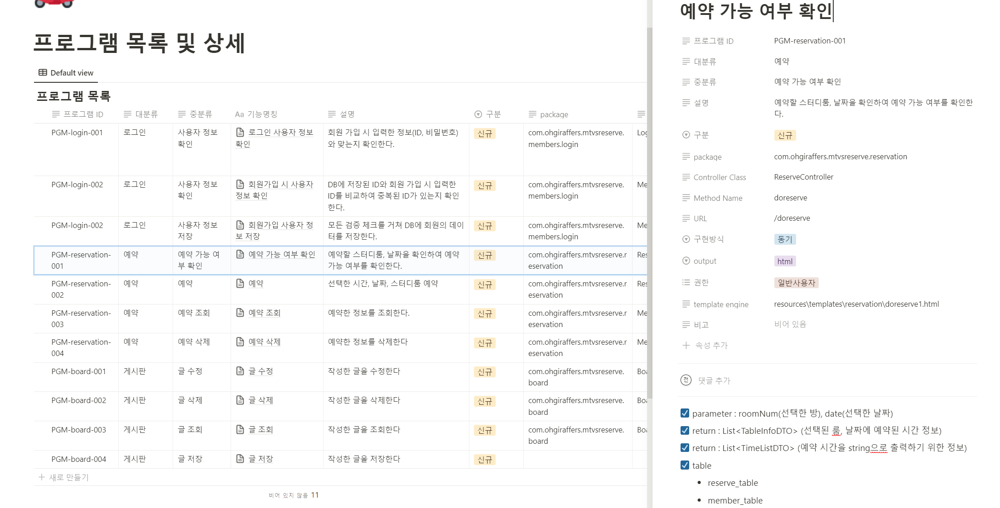 프로그램 목록 및 상세
Default view
프로그램 목록
프로그램 ID 대분류 중분류 Aa 기능명칭 설명 구분 package
PGM-login-001 로그인 사용자 정보 로그인 사용자 정보 회원 가입 시 입력한 정보(ID, 비밀번호) 신규 com.ohgiraffers.mtvsreserve. Log
확인 확인 와 맞는지 확인한다. members.login
PGM-login-002 로그인 사용자 정보 회원가입 시 사용자 DB에 저장된 ID와 회원 가입 시 입력한 신규 com.ohgiraffers.mtvsreserve. Me
확인 정보 확인 ID를 비교하여 중복된 ID가 있는지 확인 members.login
한다.
PGM-login-002 로그인 사용자 정보 회원가입 사용자 정 모든 검증 체크를 거쳐 DB에 회원의 데이 신규 com.ohgiraffers.mtvsreserve. Me
저장 보 저장 터를 저장한다. members.login
PGM-reservation- 예약 예약 가능 여 예약 가능 여부 확인 예약할 스터디룸, 날짜을 확인하여 예약 신규 com.ohgiraffers.mtvsreserve.r Res
001 부 확인 가능 여부를 확인한다. eservation
PGM-reservation- 예약 예약 예약 선택한 시간, 날짜, 스터디룸 예약 신규 com.ohgiraffers.mtvsreserve.r Res
002 eservation
PGM-reservation- 예약 예약 조회 예약 조회 예약한 정보를 조회한다. 신규 com.ohgiraffers.mtvsreserve.r Me
003 eservation
PGM-reservation- 예약 예약 삭제 예약 삭제 예약한 정보를 삭제한다 신규 com.ohgiraffers.mtvsreserve.r Me
004 eservation
PGM-board-001 게시판 글 수정 글 수정 작성한 글을 수정한다 신규 com.ohgiraffers.mtvsreserve. Boa
board
PGM-board-002 게시판 글 삭제 글 삭제 작성한 글을 삭제한다 신규 com.ohgiraffers.mtvsreserve. Boa
board
PGM-board-003 게시판 글 조회 글 조회 작성한 글을 조회한다 신규 com.ohgiraffers.mtvsreserve. Boa
board
PGM-board-004 게시판 글 저장 글 저장 작성한 글을 저장한다 신규
새로 만들기
비어 있지 않음 11
예약 가능 여부 확인
프로그램 ID PGM-reservation-001
대분류 예약
중분류 예약 가능 여부 확인
설명 예약할 스터디룸, 날짜을 확인하여 예약 가능 여부를 확인한
다.
구분 신규
package com.ohgiraffers.mtvsreserve.reservation
Controller Class ReserveController
Method Name doreserve
URL /doreserve
구현방식 동기
output html
권한 일반사용자
template engine resources\templates\reservation\doreserve1.html
비고 비어 있음
속성 추가
전 댓글 추가
parameter : roomNum(선택한 방), date(선택한 날짜)
return : List<TableInfoDTO> (선택된 룸, 날짜에 예약된 시간 정보)
return : List<TimeListDTO> (예약 시간을 string으로 출력하기 위한 정보)
table
• reserve_table
• member_table